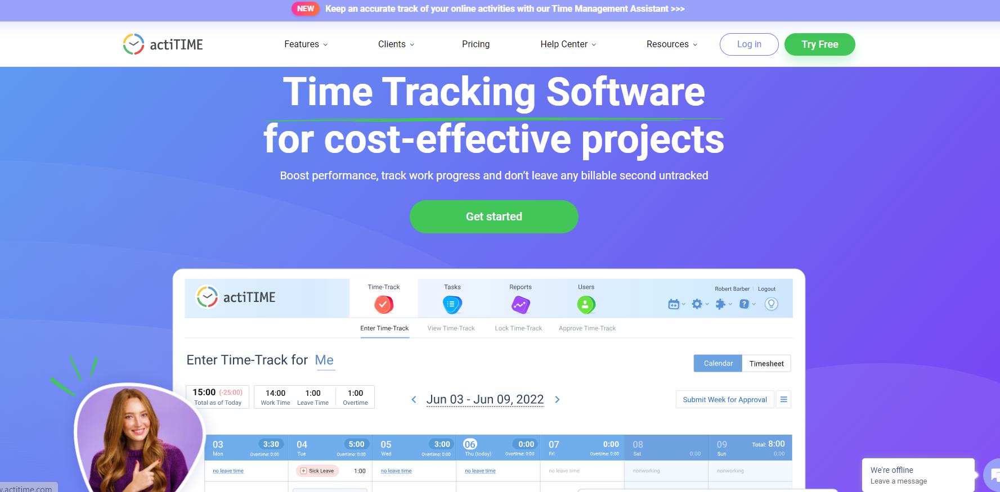 NEW Keep an accurate track of your online activities with our Time Management Assistant >>>
actiTIME Features Clients Pricing Help Center Resources Log in Try Free
Time Tracking Software
for cost-effective projects
Boost performance, track work progress and don’t leave any billable second untracked
Get started
actiTIME Time-Track Tasks Reports Users Robert Barber Logout
Enter Time-Track View Time-Track Lock Time-Track Approve Time-Track
Enter Time-Track for Me
Calendar Timesheet
15:00 (-25:00) 14:00 1:00 1:00
Total as of Today Work Time Leave Time Overtime
Jun 03 - Jun 09, 2022
Submit Week for Approval
03 3:30 04 5:00 05 3:00 06 0:00 07 0:00 08 09 Total: 8:00
Mon Overtime: 0:00 Tue Overtime: 0:00 Wed Overtime: 0:00 Thu (today) Overtime: 0:00 Fri Overtime: 0:00 Sat 0:00 Sun 0:00
no leave time Sick Leave 1:00 no leave time no leave time no leave time nonworking nonworking
We're offline
Leave a message
.actitime.com